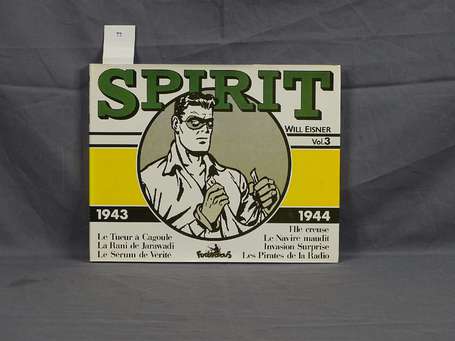 SPIRIT
WILL EISNER
Vol.3
1943
1944
Le Tueur à Cagoule
La Rani de Jarawadi
Le Serum de Verité
l'Ile creuse
Le Navire maudit
Invasion Surprise
Les Pirates de la Radio
Futuropolis